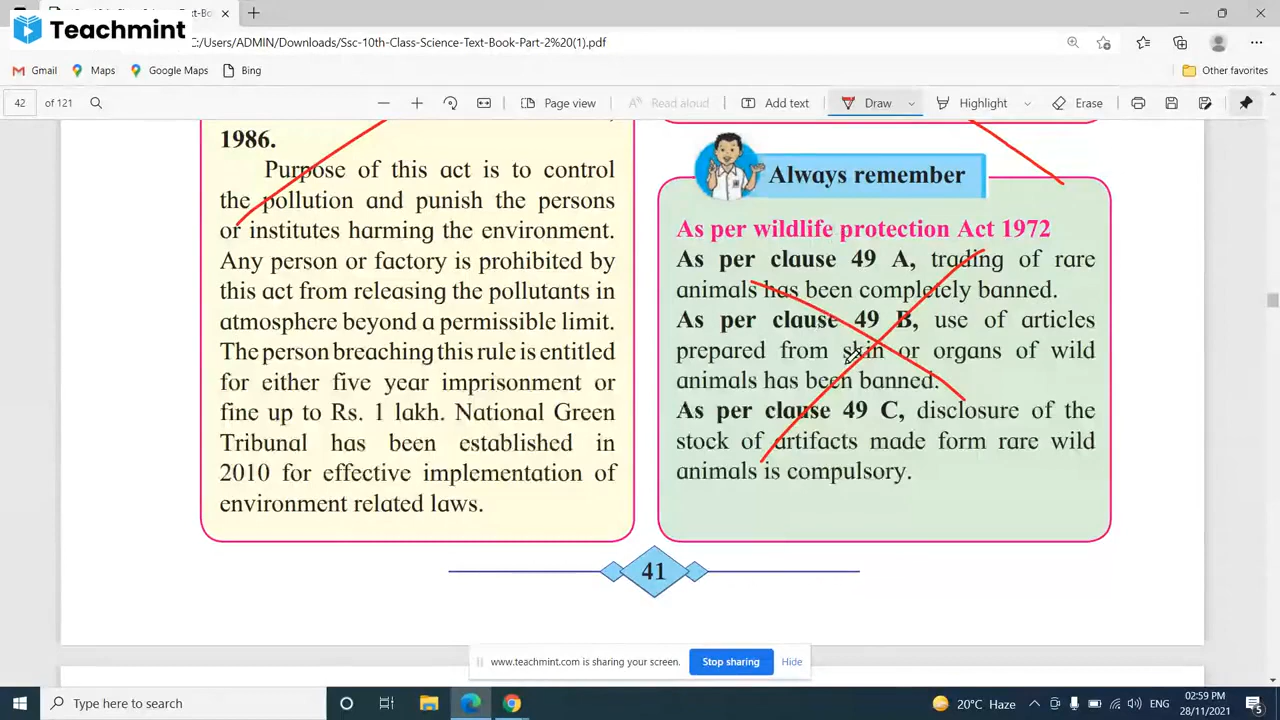 Text-Bo
Teachmint
C:/Users/ADMIN/Downloads/Ssc-10th-Class-Science-Text-Book-Part-2%20(1).pdf
Gmail
Maps
Google Maps
Bing
Other favorites
42 of 121
Page view
Read aloud
Add text
Draw
Highlight
Erase
1986.
Purpose of this act is to control
the pollution and punish the persons
or institutes harming the environment.
Any person or factory is prohibited by
this act from releasing the pollutants in
atmosphere beyond a permissible limit.
The person breaching this rule is entitled
for either five year imprisonment or
fine up to Rs. 1 lakh. National Green
Tribunal has been established in
2010 for effective implementation of
environment related laws.
Always remember
As per wildlife protection Act 1972
As per clause 49 A, trading of rare
animals has been completely banned.
As per clause 49 B, use of articles
prepared from skin or organs of wild
animals has been banned.
As per clause 49 C, disclosure of the
stock of artifacts made form rare wild
animals is compulsory.
41
www.teachmint.com is sharing your screen.
Stop sharing
Hide
Type here to search
20°C Haze
ENG
02:59 PM
28/11/2021
5